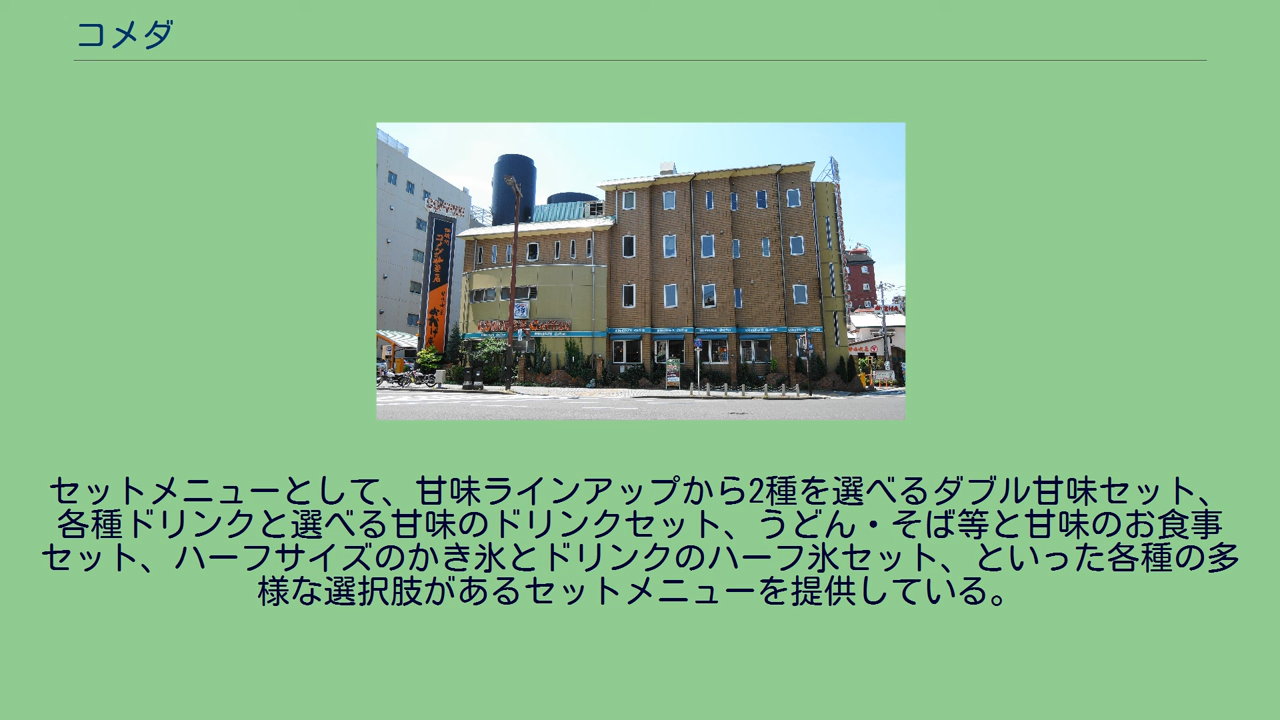 コメダ
セットメニューとして、甘味ラインアップから2種を選べるダブル甘味セット、
各種ドリンクと選べる甘味のドリンクセット、うどん・そば等と甘味のお食事
セット、ハーフサイズのかき氷とドリンクのハーフ氷セット、といった各種の多
様な選択肢があるセットメニューを提供している。